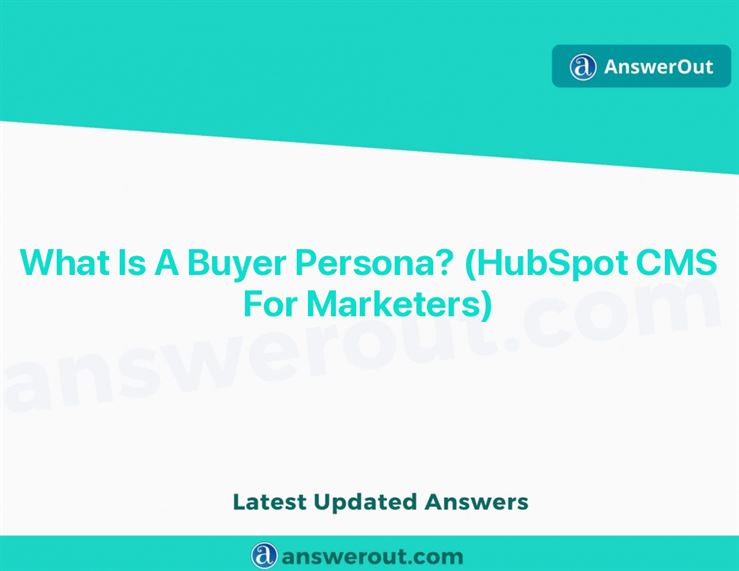 AnswerOut
What Is A Buyer Persona? (HubSpot CMS
For Marketers)
answerout.com
Latest Updated Answers
answerout.com